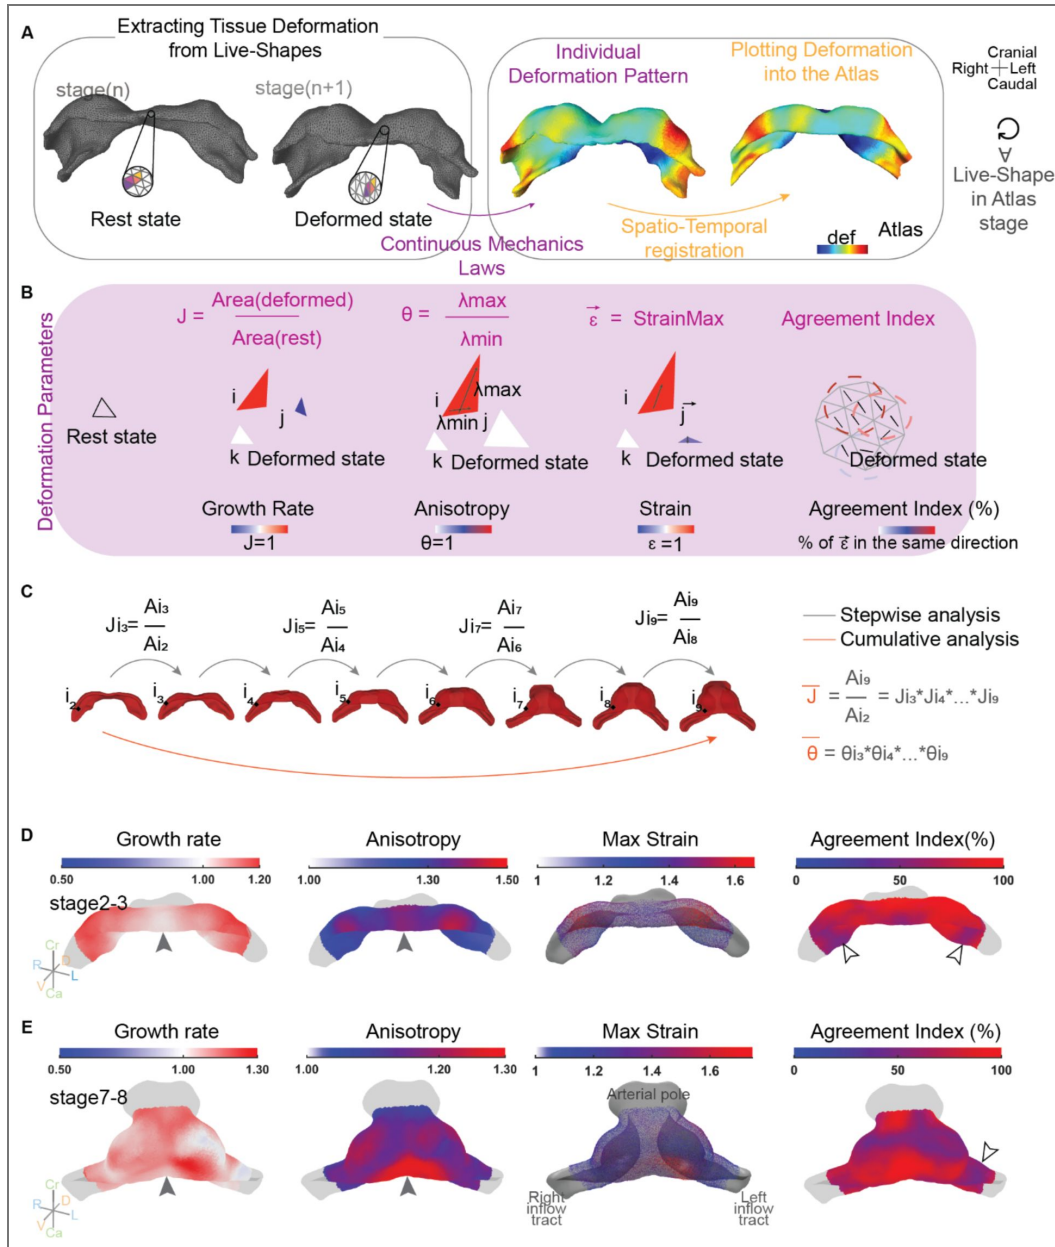 A
Extracting Tissue Deformation
from Live-Shapes
stage(n)
stage(n+1)
Rest state
Deformed state
Individual
Deformation Pattern
Plotting Deformation
into the Atlas
Continuous Mechanics
Laws
Spatio-Temporal
registration
def
Atlas
Cranial
Right Left
Caudal
∀
Live-Shape
in Atlas
stage
B
Deformation Parameters
Rest state
J = Area(deformed)
Area(rest)
i
j
k Deformed state
Growth Rate
J=1
θ = λmax
λmin
i
λmax
λmin j
k
Deformed state
Anisotropy
θ=1
ε = StrainMax
i
j
k Deformed state
Strain
ε =1
Agreement Index
Deformed state
Agreement Index (%)
% of ε in the same direction
C
Ji₃= Ai₃
Ai₂
Ji₅= Ai₅
Ai₄
Ji₇= Ai₇
Ai₆
Ji₉= Ai₉
Ai₈
i₂ i₃ i₄ i₅ i₆ i₇ i₈ i₉
Stepwise analysis
Cumulative analysis
J = Ai₉ = Ji₃*Ji₄*...*Ji₉
Ai₂
θ = θi₃*θi₄*...*θi₉
D
Growth rate
0.50 1.00 1.20
stage2-3
Cr
R D
V L
Ca
Anisotropy
1.00 1.30 1.50
Max Strain
1 1.2 1.4 1.6
Agreement Index(%)
0 50 100
E
Growth rate
0.50 1.00 1.30
stage7-8
Cr
R D
V L
Ca
Anisotropy
1.00 1.20 1.30
Max Strain
1 1.2 1.4 1.6
Arterial pole
Right
inflow
tract
Left
inflow
tract
Agreement Index (%)
0 50 100